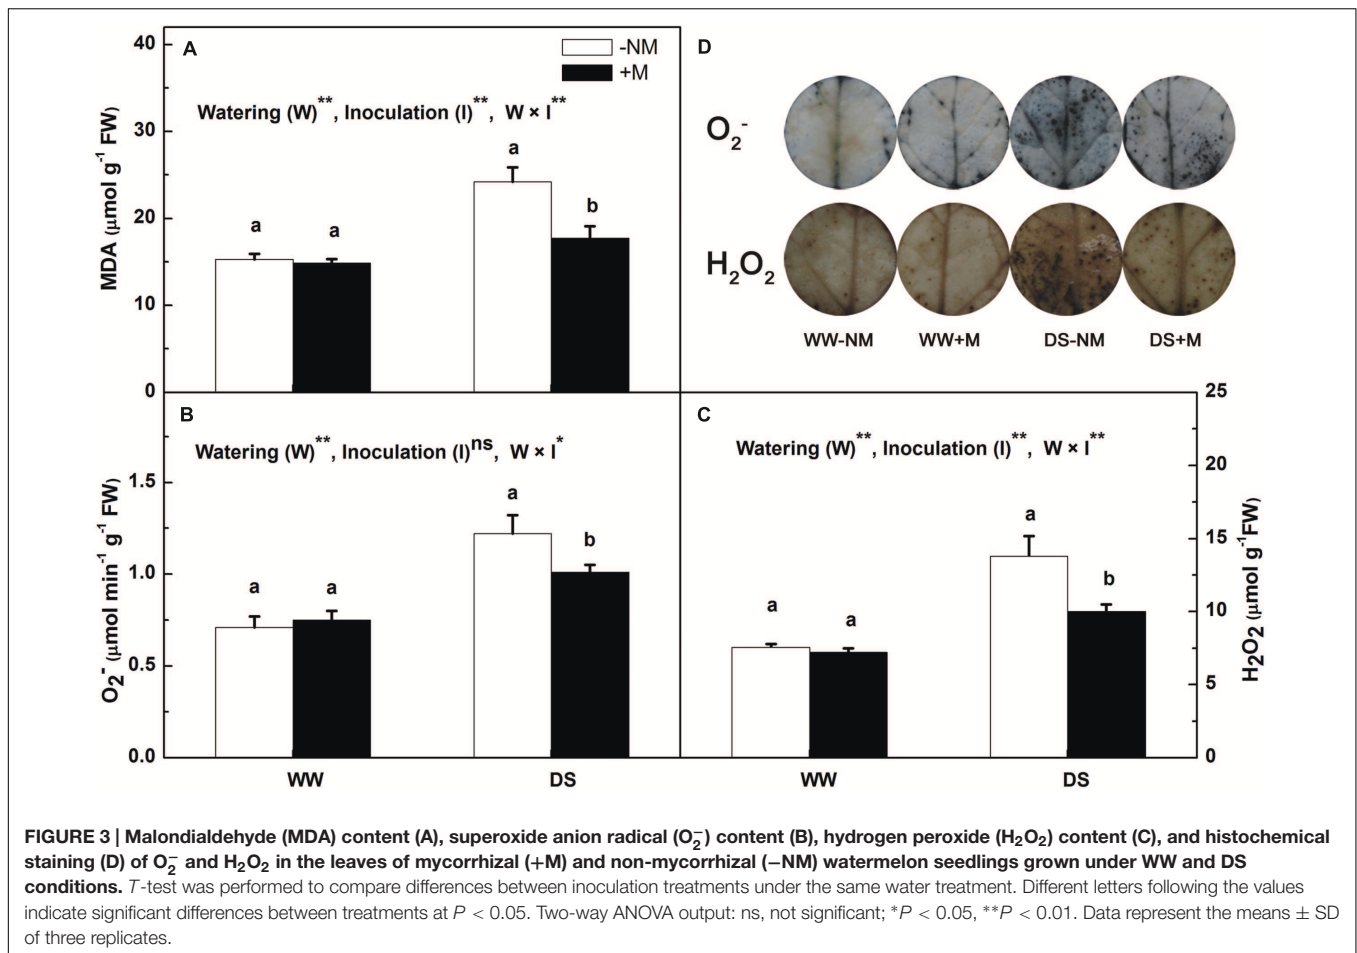 A
-NM
+M
Watering (W)**, Inoculation (I)**, W × I**
40
30
20
10
0
MDA (μmol g⁻¹ FW)
a
a
a
b
D
O₂⁻
H₂O₂
WW-NM WW+M DS-NM DS+M
B
Watering (W)**, Inoculation (I)ns, W × I*
1.5
1.0
0.5
0.0
O₂⁻ (μmol min⁻¹ g⁻¹ FW)
a
a
a
b
WW DS
C
Watering (W)**, Inoculation (I)**, W × I**
25
20
15
10
5
0
H₂O₂ (μmol g⁻¹FW)
a
a
a
b
WW DS
FIGURE 3 | Malondialdehyde (MDA) content (A), superoxide anion radical (O₂⁻) content (B), hydrogen peroxide (H₂O₂) content (C), and histochemical
staining (D) of O₂⁻ and H₂O₂ in the leaves of mycorrhizal (+M) and non-mycorrhizal (−NM) watermelon seedlings grown under WW and DS
conditions. T-test was performed to compare differences between inoculation treatments under the same water treatment. Different letters following the values
indicate significant differences between treatments at P < 0.05. Two-way ANOVA output: ns, not significant; *P < 0.05, **P < 0.01. Data represent the means ± SD
of three replicates.